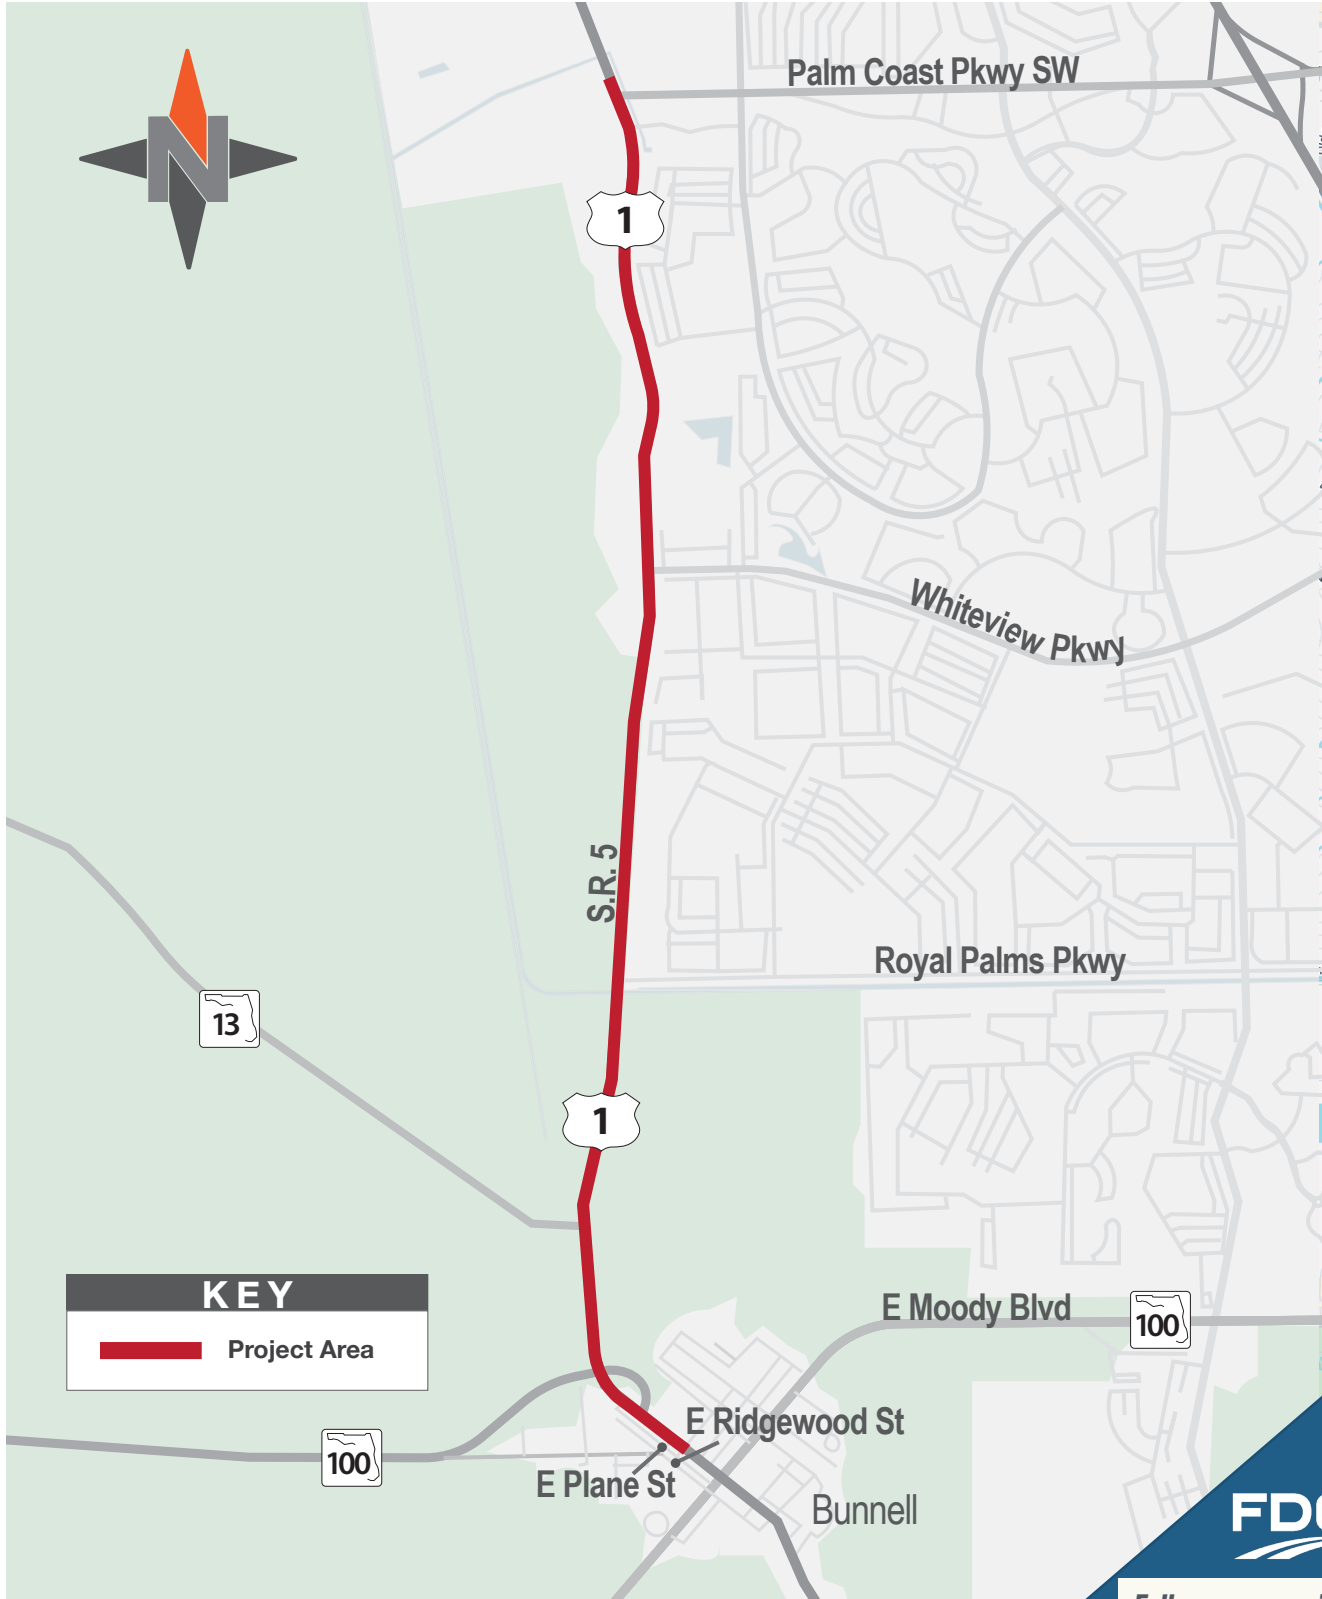 Palm Coast Pkwy SW
N
1
Whiteview Pkwy
S.R. 5
Royal Palms Pkwy
13
1
KEY
Project Area
E Moody Blvd
100
E Ridgewood St
100
E Plane St
Bunnell